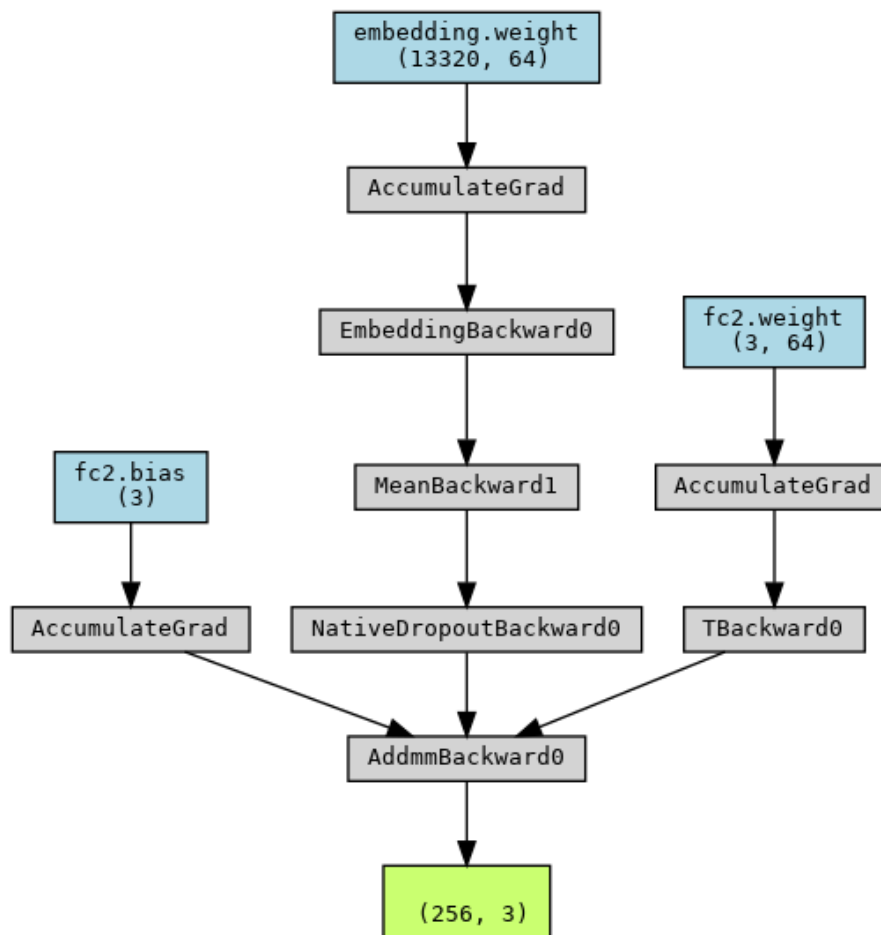 embedding.weight
(13320, 64)
AccumulateGrad
EmbeddingBackward0
fc2.weight
(3, 64)
fc2.bias
(3)
MeanBackward1
AccumulateGrad
AccumulateGrad
NativeDropoutBackward0
TBackward0
AddmmBackward0
(256, 3)